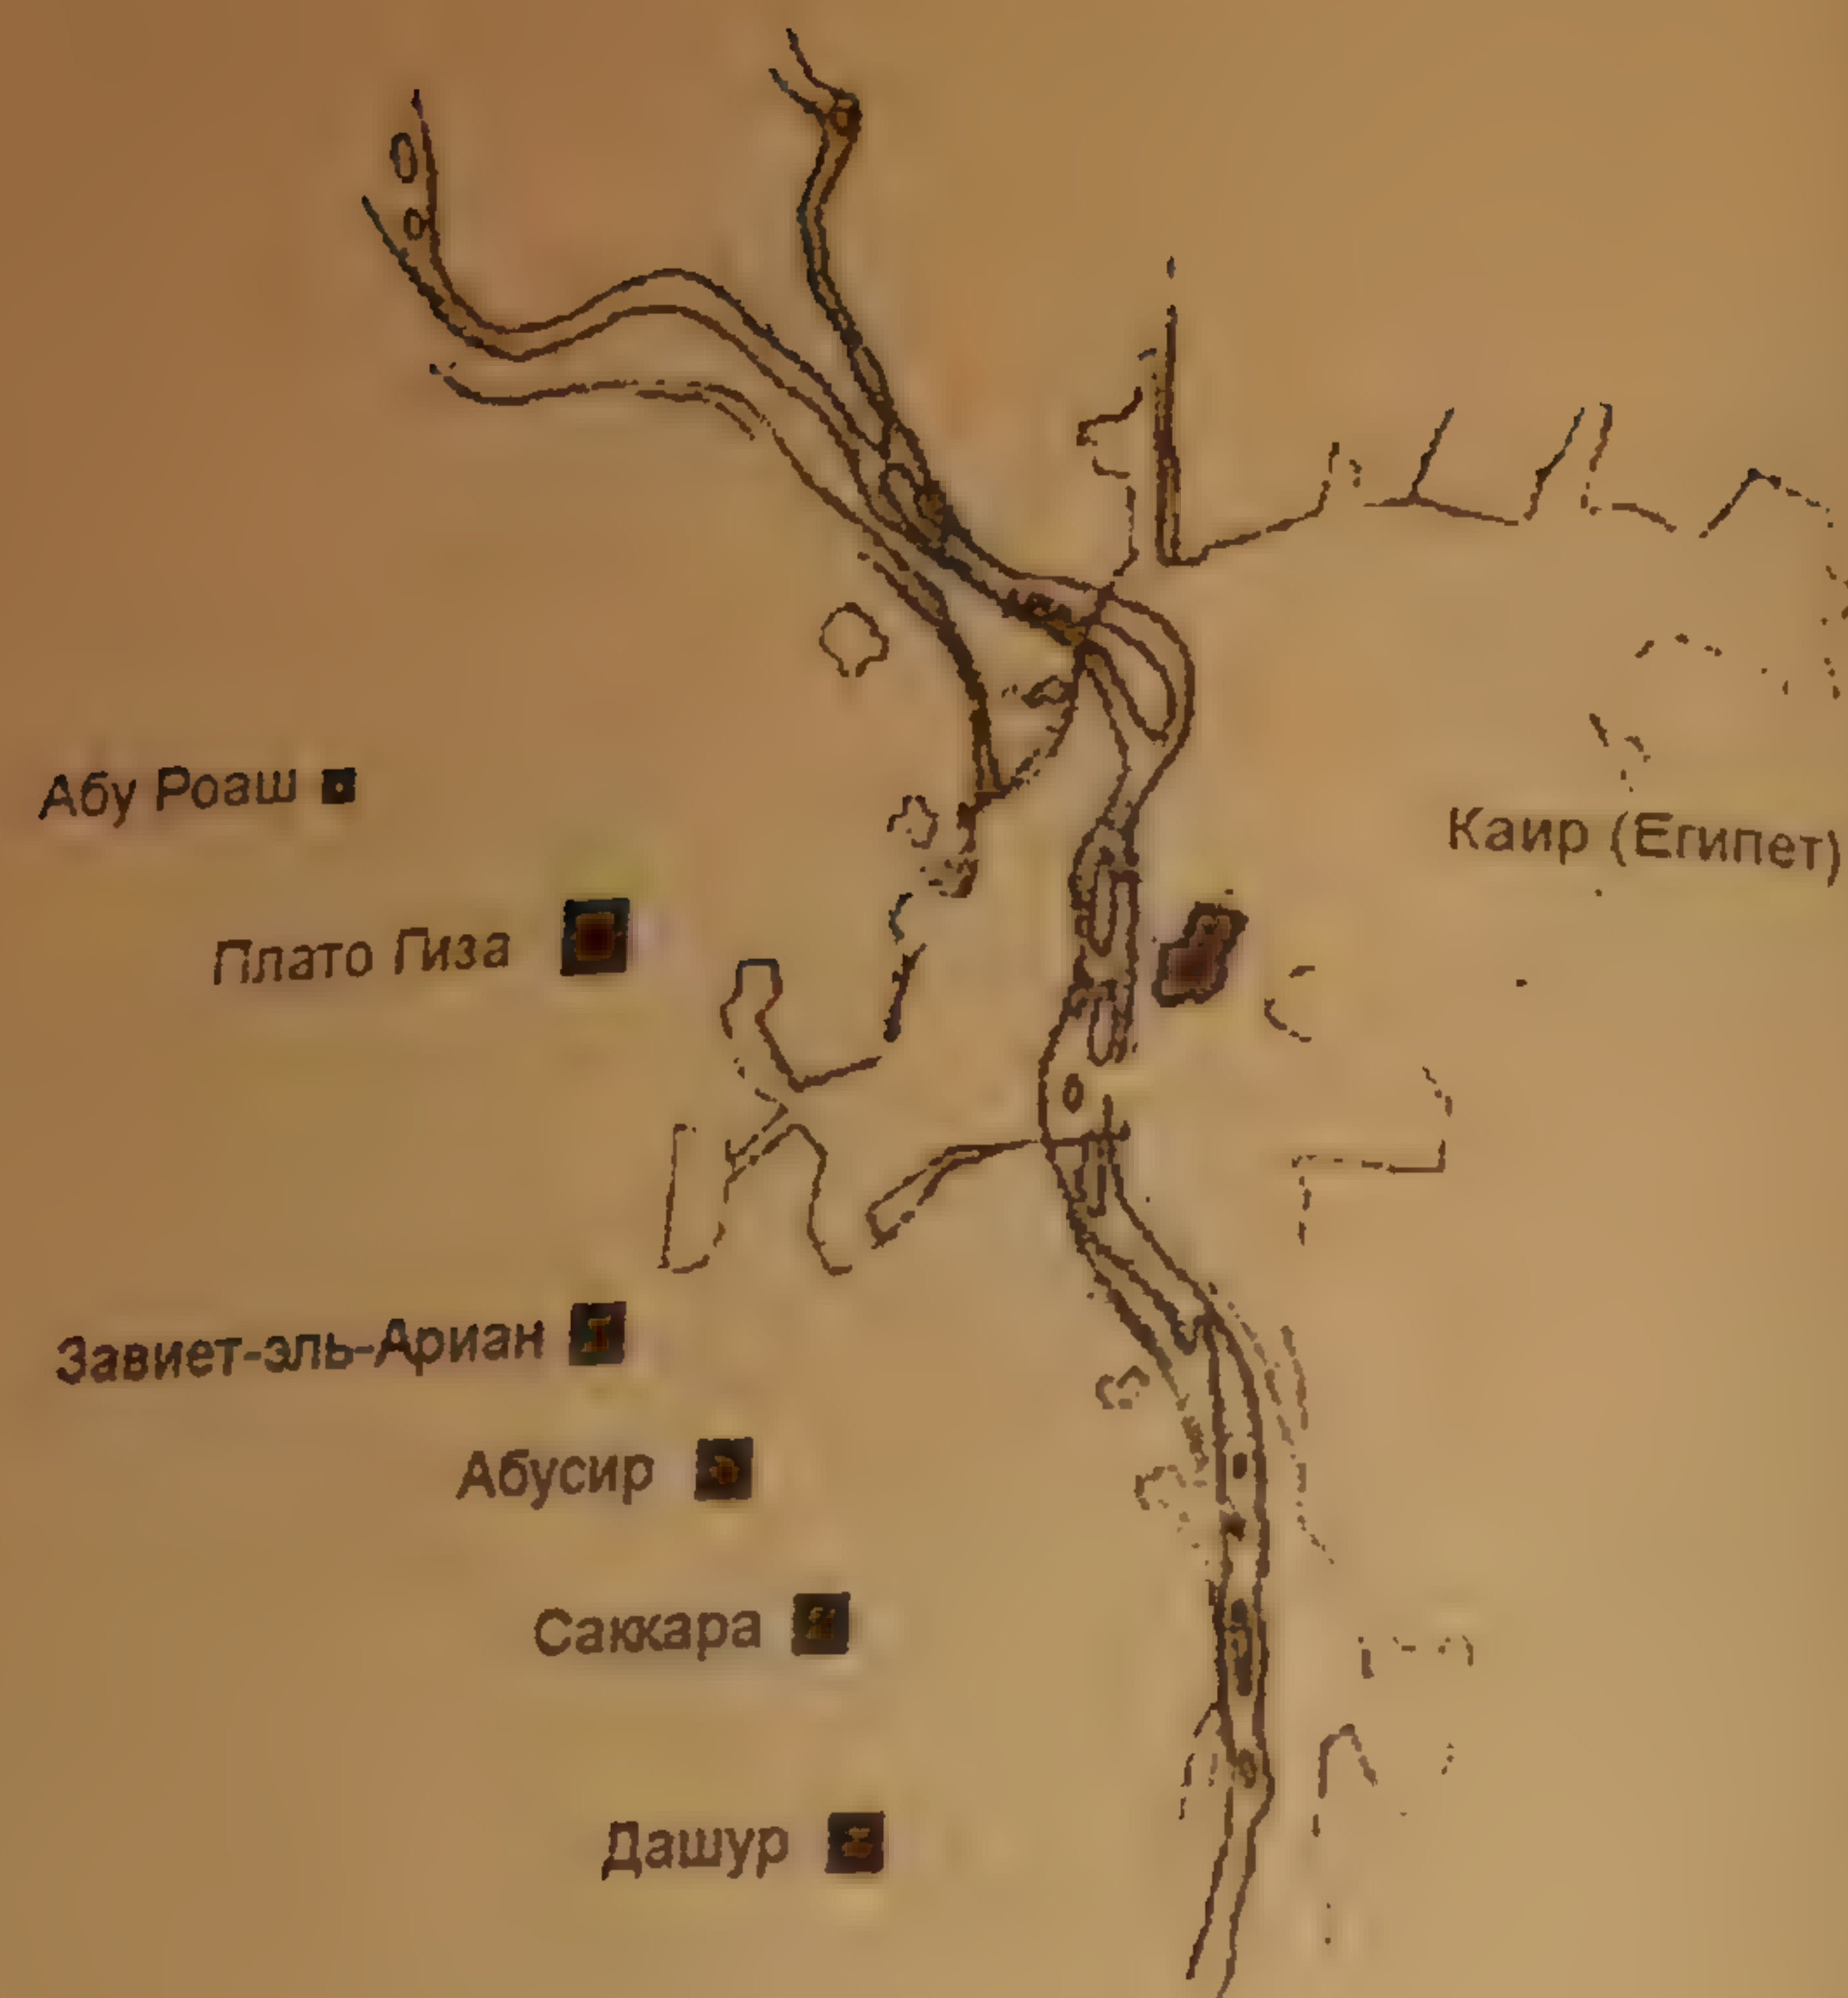 Абу Роаш
Каир (Египет)
Плато Гиза
Завиет-эль-Ариан
Абусир
Саккара
Дашур